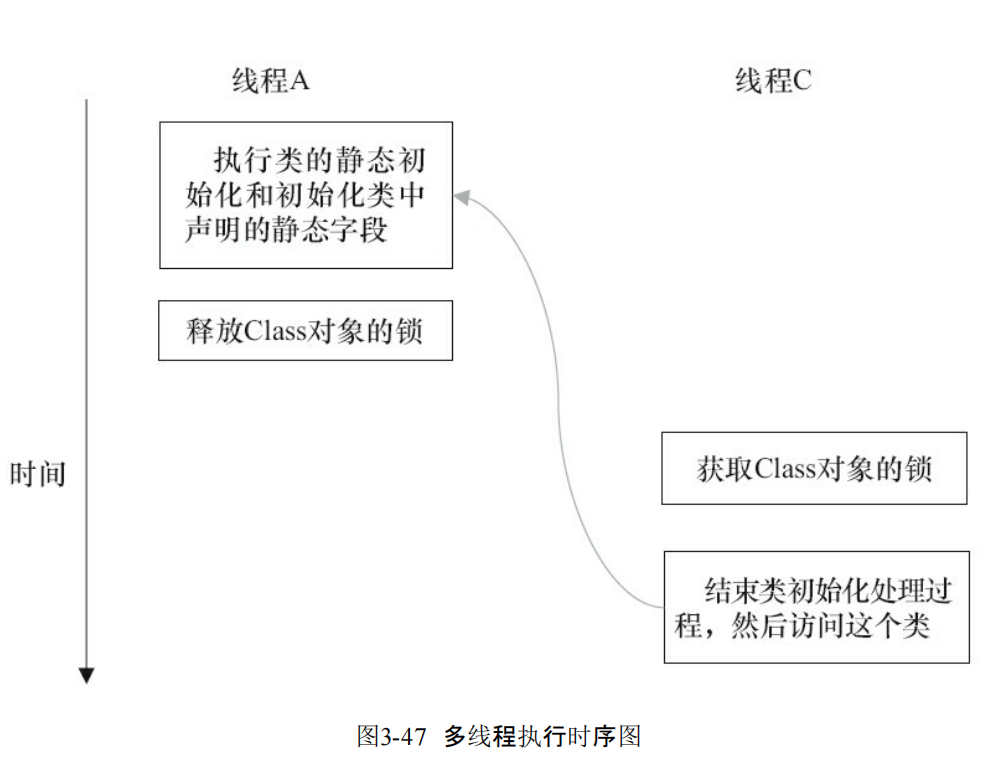 线程A
线程C
执行类的静态初
始化和初始化类中
声明的静态字段
释放Class对象的锁
时间
获取Class对象的锁
结束类初始化处理过
程，然后访问这个类
图3-47 多线程执行时序图